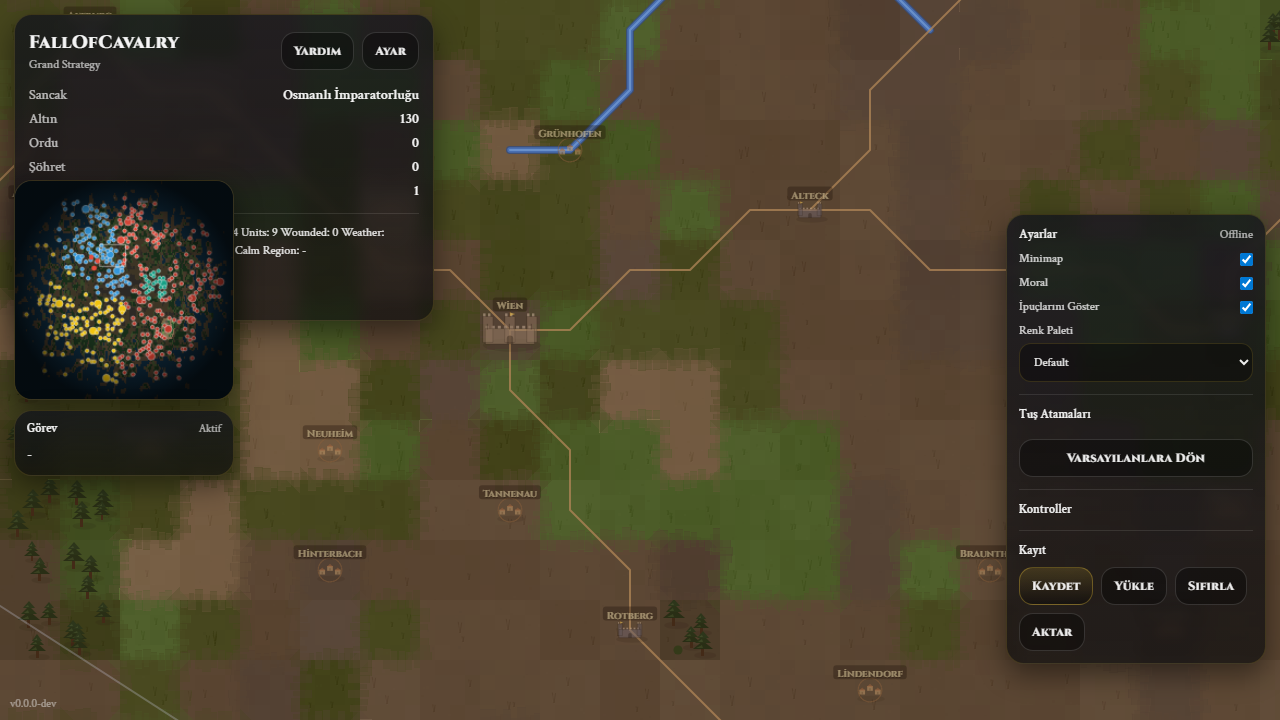 FallOfCavalry
Grand Strategy
Yardım
Ayar
Sancak Osmanlı İmparatorluğu
Altın 130
Ordu 0
Şöhret 0
1
4 Units: 9 Wounded: 0 Weather:
Calm Region: -
Görev Aktif
-
Grünhofen
Alteck
Wien
Neuheim
Tannenau
Hinterbach
Rotberg
Lindendorf
Ayarlar Offline
Minimap
Moral
İpuçlarını Göster
Renk Paleti
Default
Tuş Atamaları
Varsayılanlara Dön
Kontroller
Kayıt
Kaydet
Yükle
Sıfırla
Aktar
v0.0.0-dev